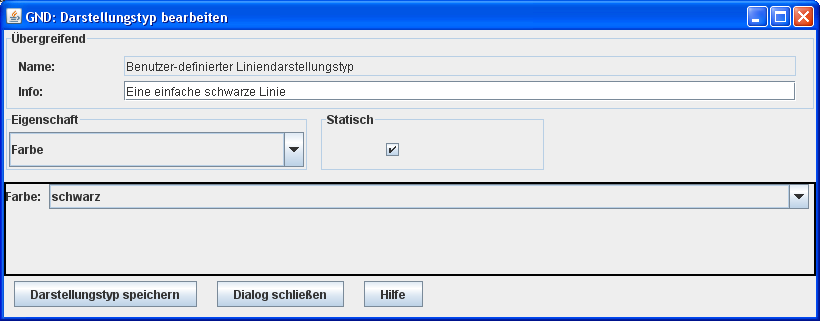 GND: Darstellungstyp bearbeiten
Übergreifend
Name: Benutzer-definierter Liniendarstellungstyp
Info: Eine einfache schwarze Linie
Eigenschaft Statisch
Farbe
Farbe: schwarz
Darstellungstyp speichern Dialog schließen Hilfe